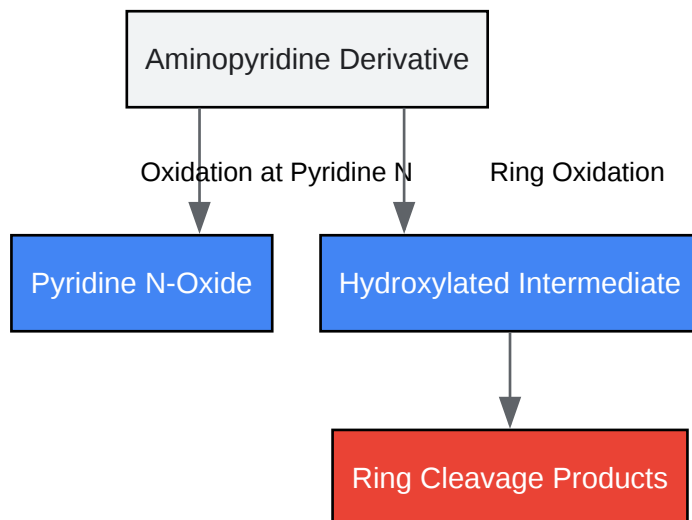 Aminopyridine Derivative
Oxidation at Pyridine N
Ring Oxidation
Pyridine N-Oxide
Hydroxylated Intermediate
Ring Cleavage Products